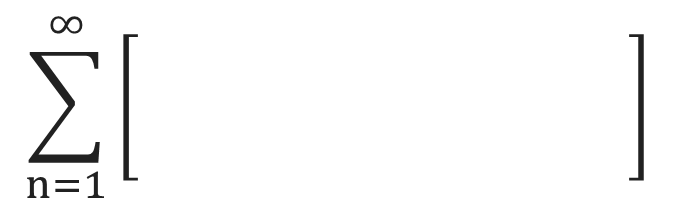 ∞
∑ [ ]
n=1